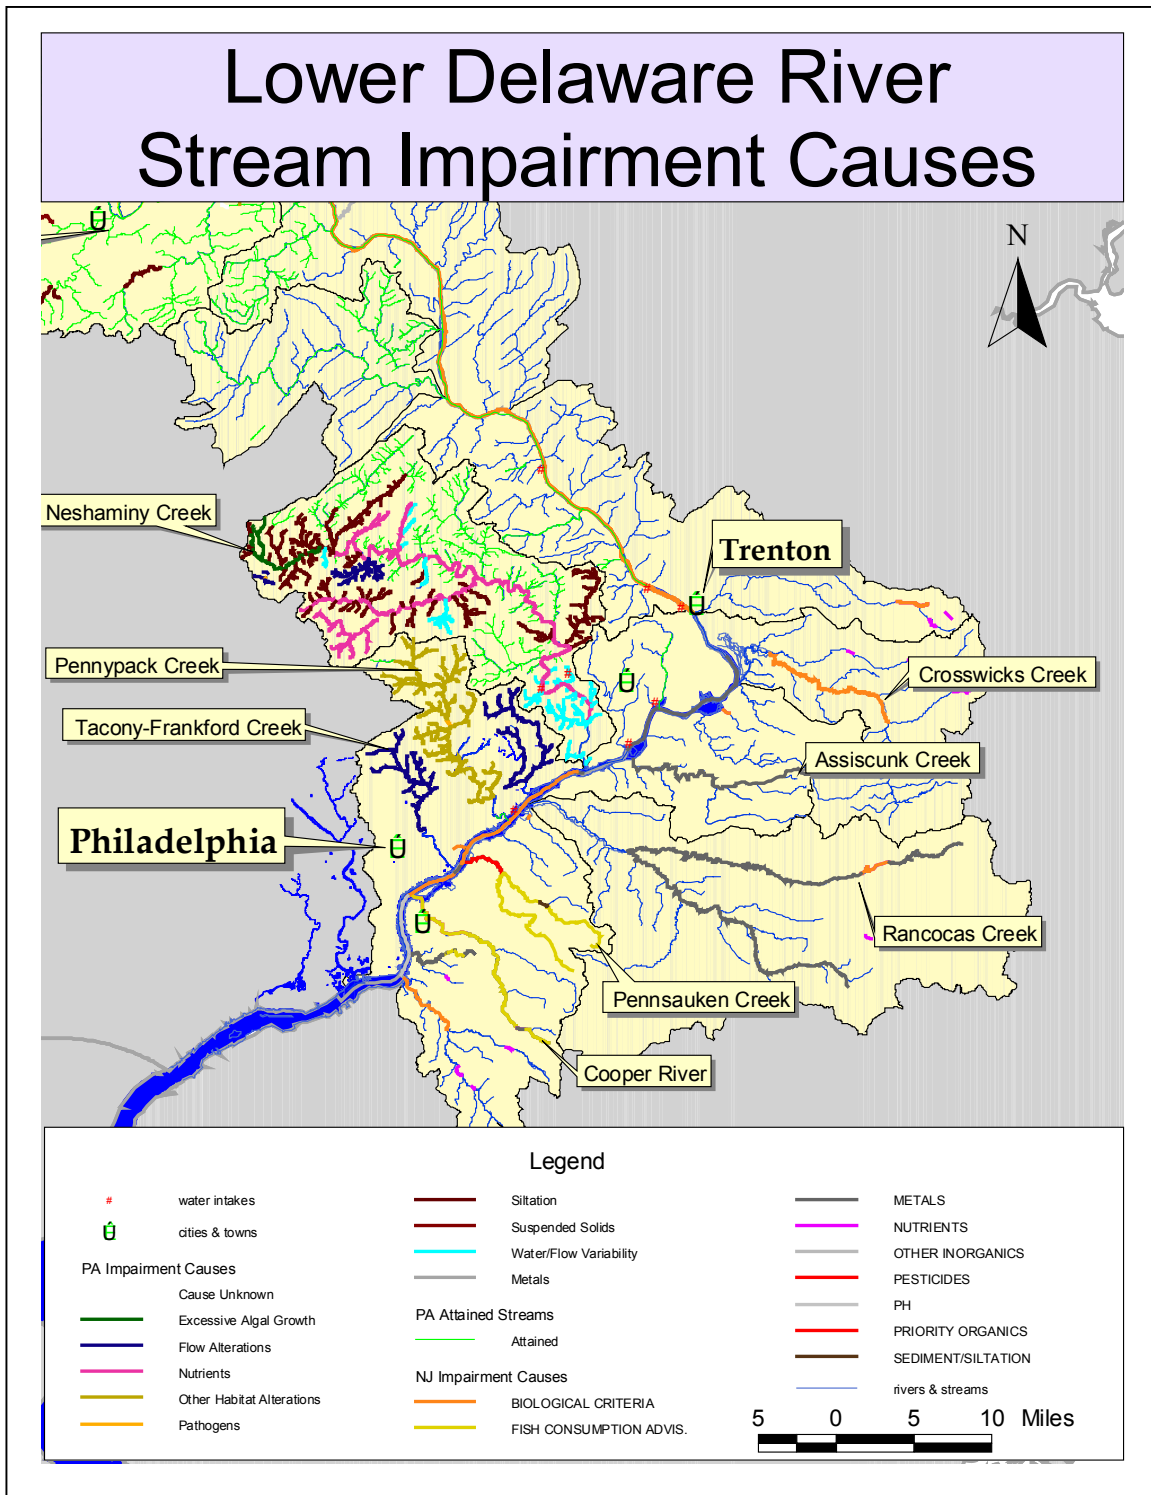 Lower Delaware River
Stream Impairment Causes
N
Neshaminy Creek
Trenton
Pennypack Creek
Crosswicks Creek
Tacony-Frankford Creek
Assiscunk Creek
Philadelphia
Rancocas Creek
Pennsauken Creek
Cooper River
Legend
# water intakes
Ú cities & towns
PA Impairment Causes
Cause Unknown
Excessive Algal Growth
Flow Alterations
Nutrients
Other Habitat Alterations
Pathogens
Siltation
Suspended Solids
Water/Flow Variability
Metals
PA Attained Streams
Attained
NJ Impairment Causes
BIOLOGICAL CRITERIA
FISH CONSUMPTION ADVIS.
METALS
NUTRIENTS
OTHER INORGANICS
PESTICIDES
PH
PRIORITY ORGANICS
SEDIMENT/SILTATION
rivers & streams
5 0 5 10 Miles